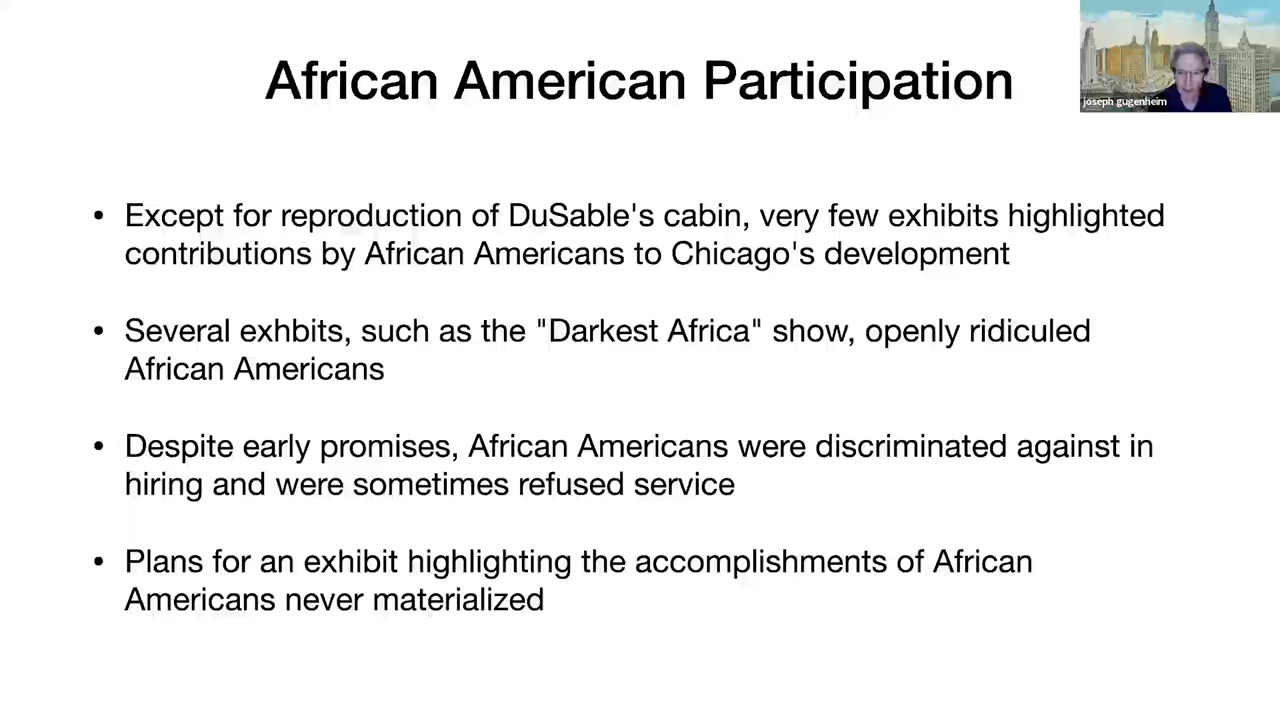 African American Participation
joseph gugenheim
• Except for reproduction of DuSable's cabin, very few exhibits highlighted
contributions by African Americans to Chicago's development
• Several exhbits, such as the "Darkest Africa" show, openly ridiculed
African Americans
• Despite early promises, African Americans were discriminated against in
hiring and were sometimes refused service
• Plans for an exhibit highlighting the accomplishments of African
Americans never materialized